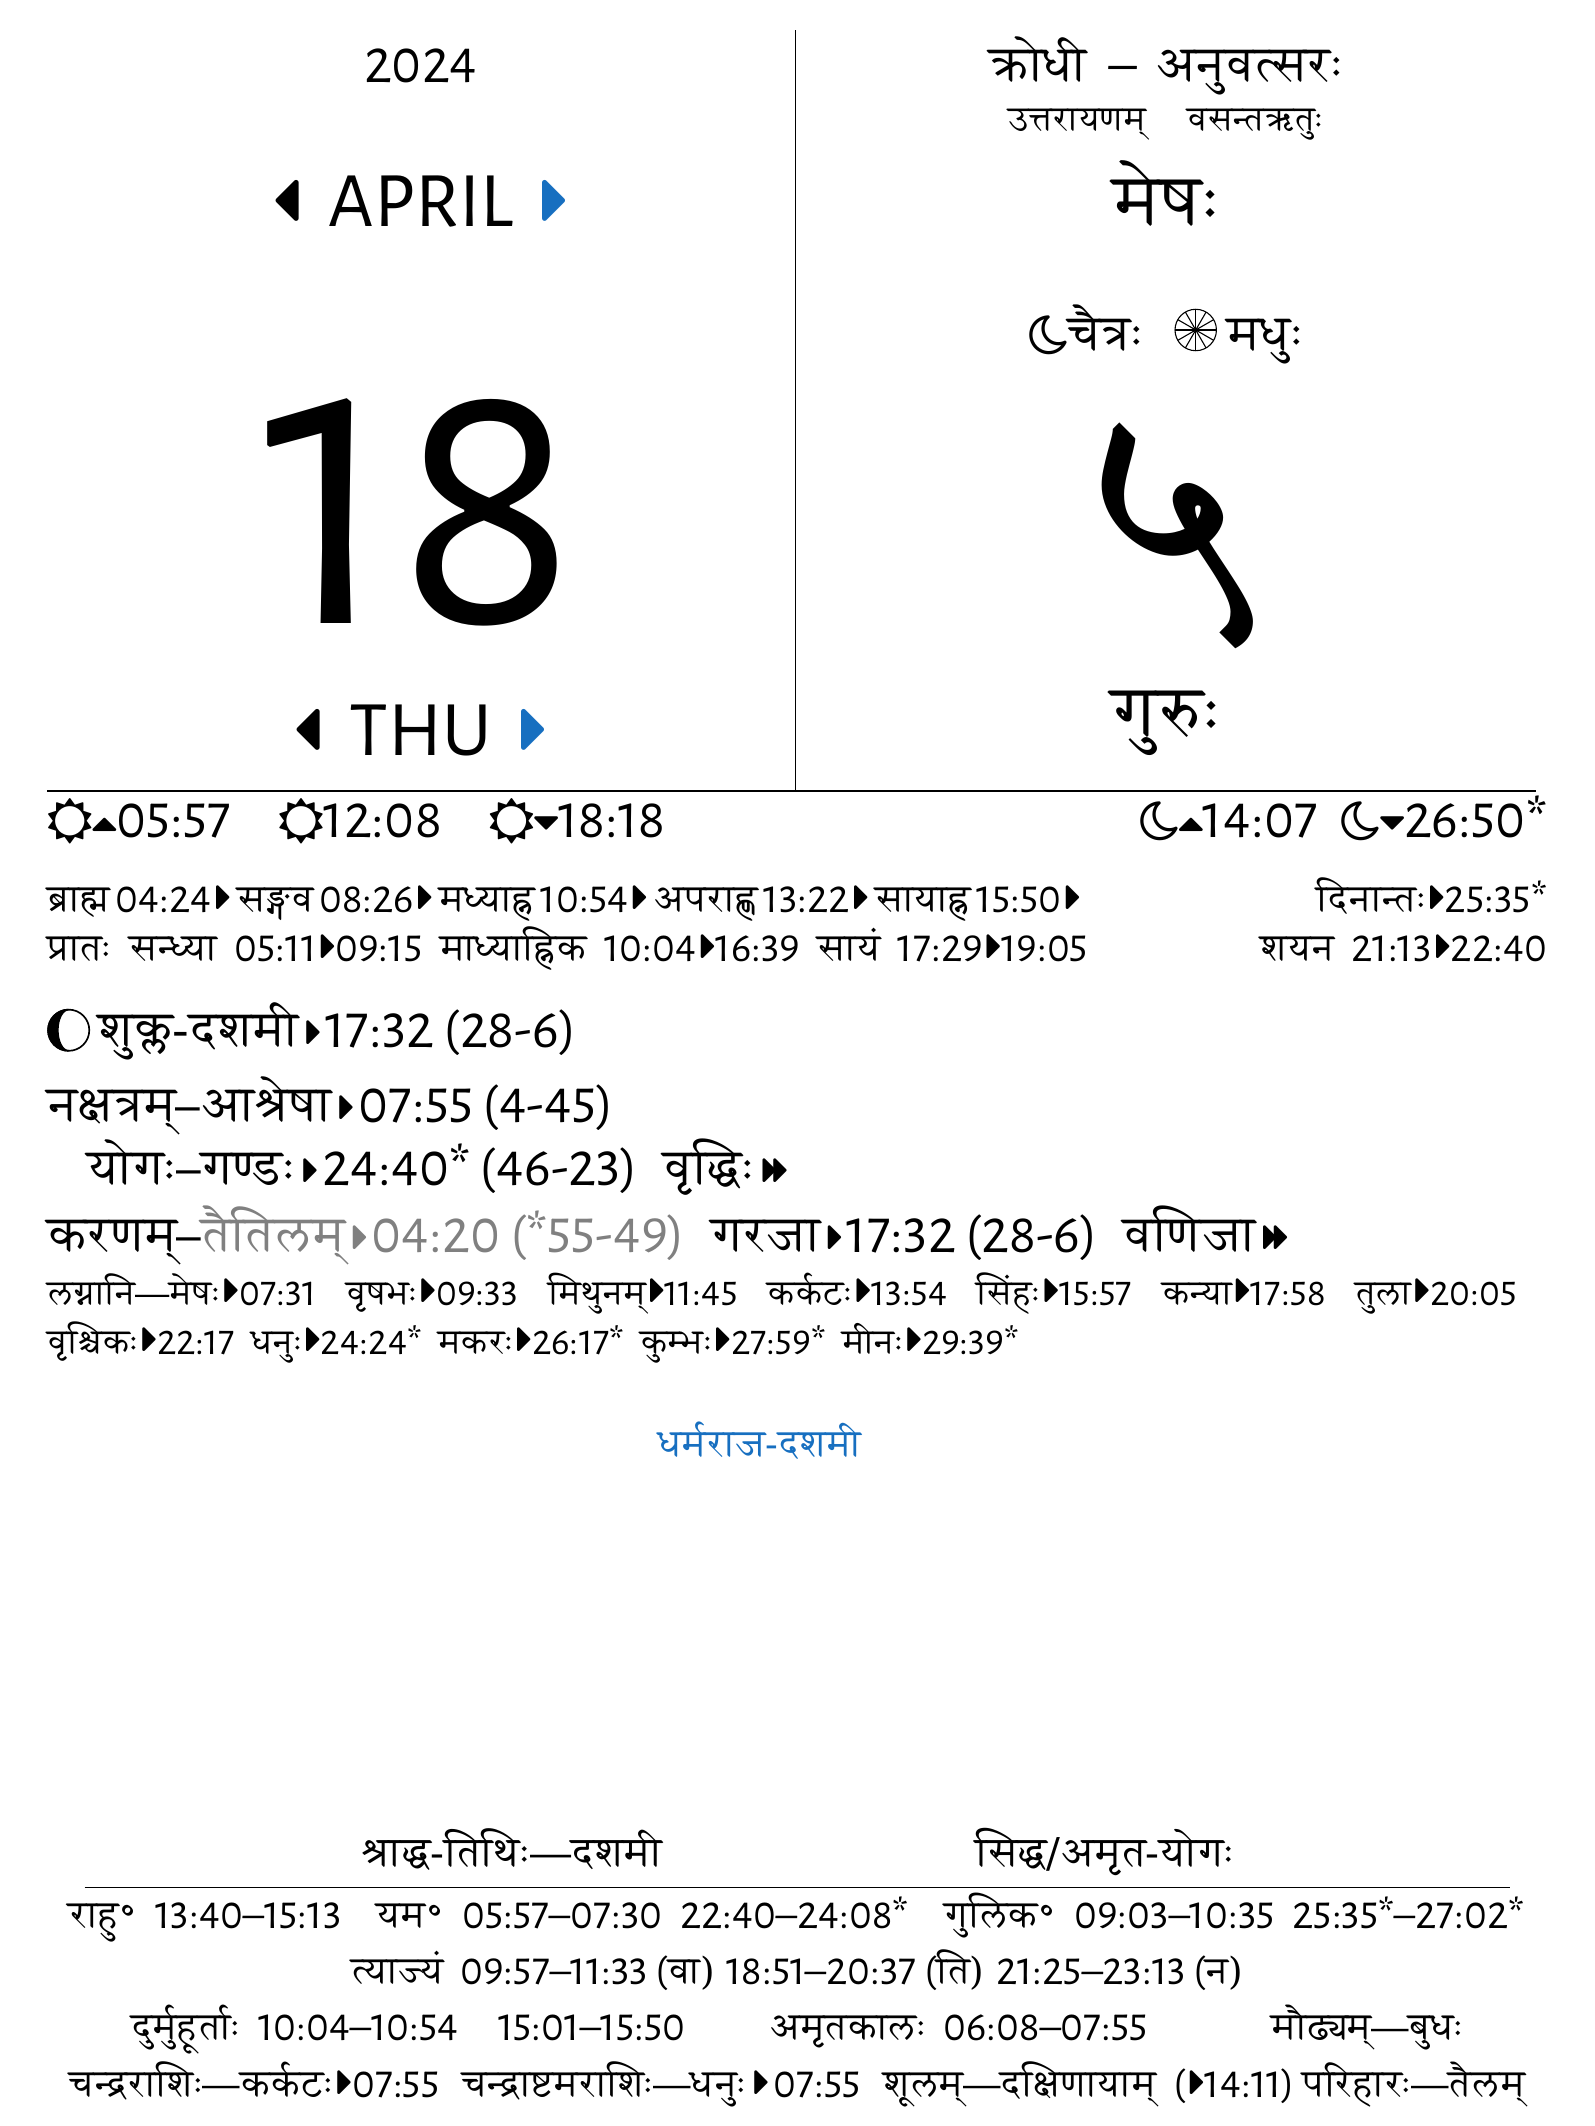 2024
APRIL
18
THU
क्रोधी – अनुवत्सरः
उत्तरायणम् वसन्तऋतुः
मेषः
चैत्रः मधुः
५
गुरुः
05:57 12:08 18:18 14:07 26:50*
ब्राह्म 04:24 सङ्गव 08:26 मध्याह्न 10:54 अपराह्ण 13:22 सायाह्न 15:50 दिनान्तः 25:35*
प्रातः सन्ध्या 05:11 09:15 माध्याह्निक 10:04 16:39 सायं 17:29 19:05 शयन 21:13 22:40
शुक्ल-दशमी 17:32 (28-6)
नक्षत्रम्–आश्रेषा 07:55 (4-45)
योगः–गण्डः 24:40* (46-23) वृद्धिः
करणम्–तैतिलम् 04:20 (*55-49) गरजा 17:32 (28-6) वणिजा
लग्नानि—मेषः 07:31 वृषभः 09:33 मिथुनम् 11:45 कर्कटः 13:54 सिंहः 15:57 कन्या 17:58 तुला 20:05
वृश्चिकः 22:17 धनुः 24:24* मकरः 26:17* कुम्भः 27:59* मीनः 29:39*
धर्मराज-दशमी
श्राद्ध-तिथिः—दशमी सिद्ध/अमृत-योगः
राहु॰ 13:40–15:13 यम॰ 05:57–07:30 22:40–24:08* गुलिक॰ 09:03–10:35 25:35*–27:02*
त्याज्यं 09:57–11:33 (वा) 18:51–20:37 (ति) 21:25–23:13 (न)
दुर्मुहूर्ताः 10:04–10:54 15:01–15:50 अमृतकालः 06:08–07:55 मौढ्यम्—बुधः
चन्द्रराशिः—कर्कटः 07:55 चन्द्राष्टमराशिः—धनुः 07:55 शूलम्—दक्षिणायाम् (14:11) परिहारः—तैलम्